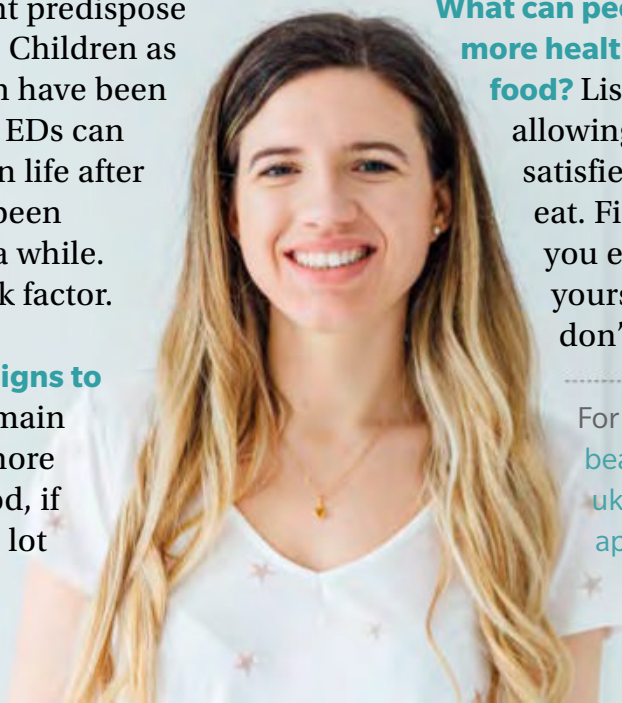 nt predispose
Children as
n have been
EDs can
n life after
been
a while.
k factor.
igns to
main
nore
od, if
lot
What can peo
more healt
food? Lis
allowing
satisfie
eat. Fi
you e
yours
don’
For
bea
uk
ap